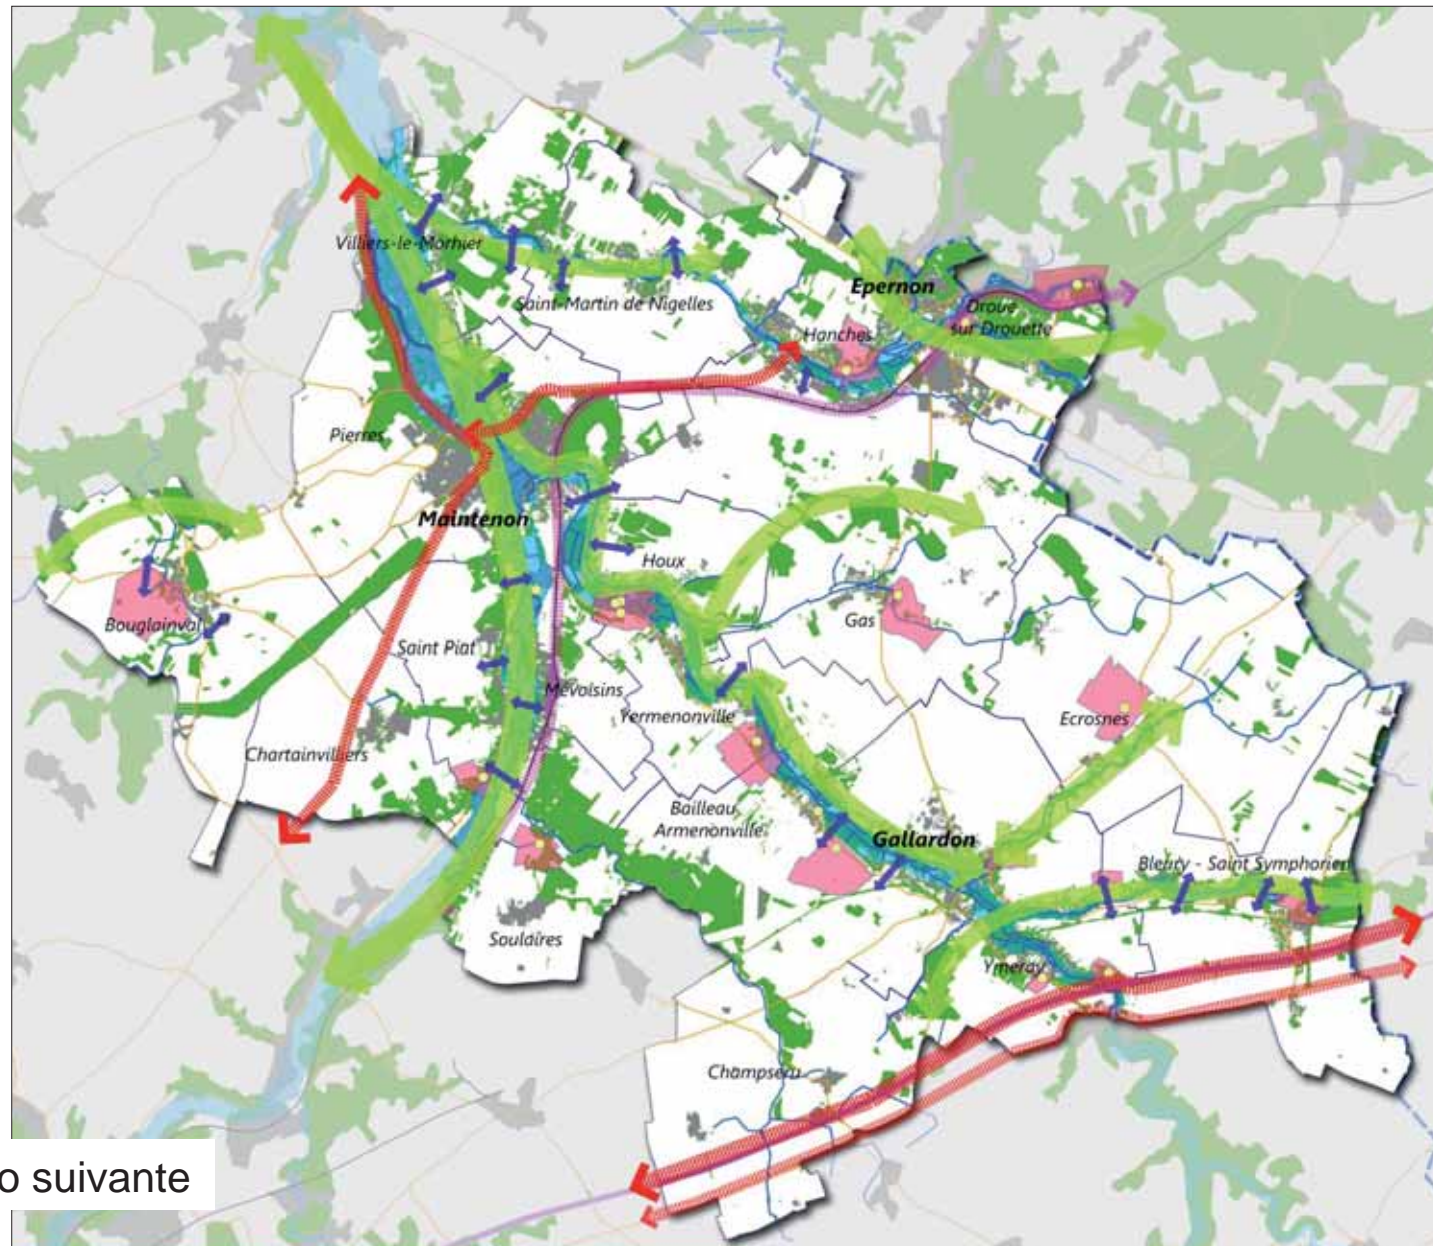 Villiers-le-Morhier
Epernon
Saint-Martin de Nigelles
Droue
sur Drouette
Hanches
Pierres
Maintenon
Houx
Bouglainval
Gas
Saint Piat
Mévoisins
Yermenonville
Ecrosnes
Chartainvilliers
Bailleau
Armenonville
Gallardon
Bleury - Saint Symphorien
Soulaires
Ymeray
Champseru
o suivante